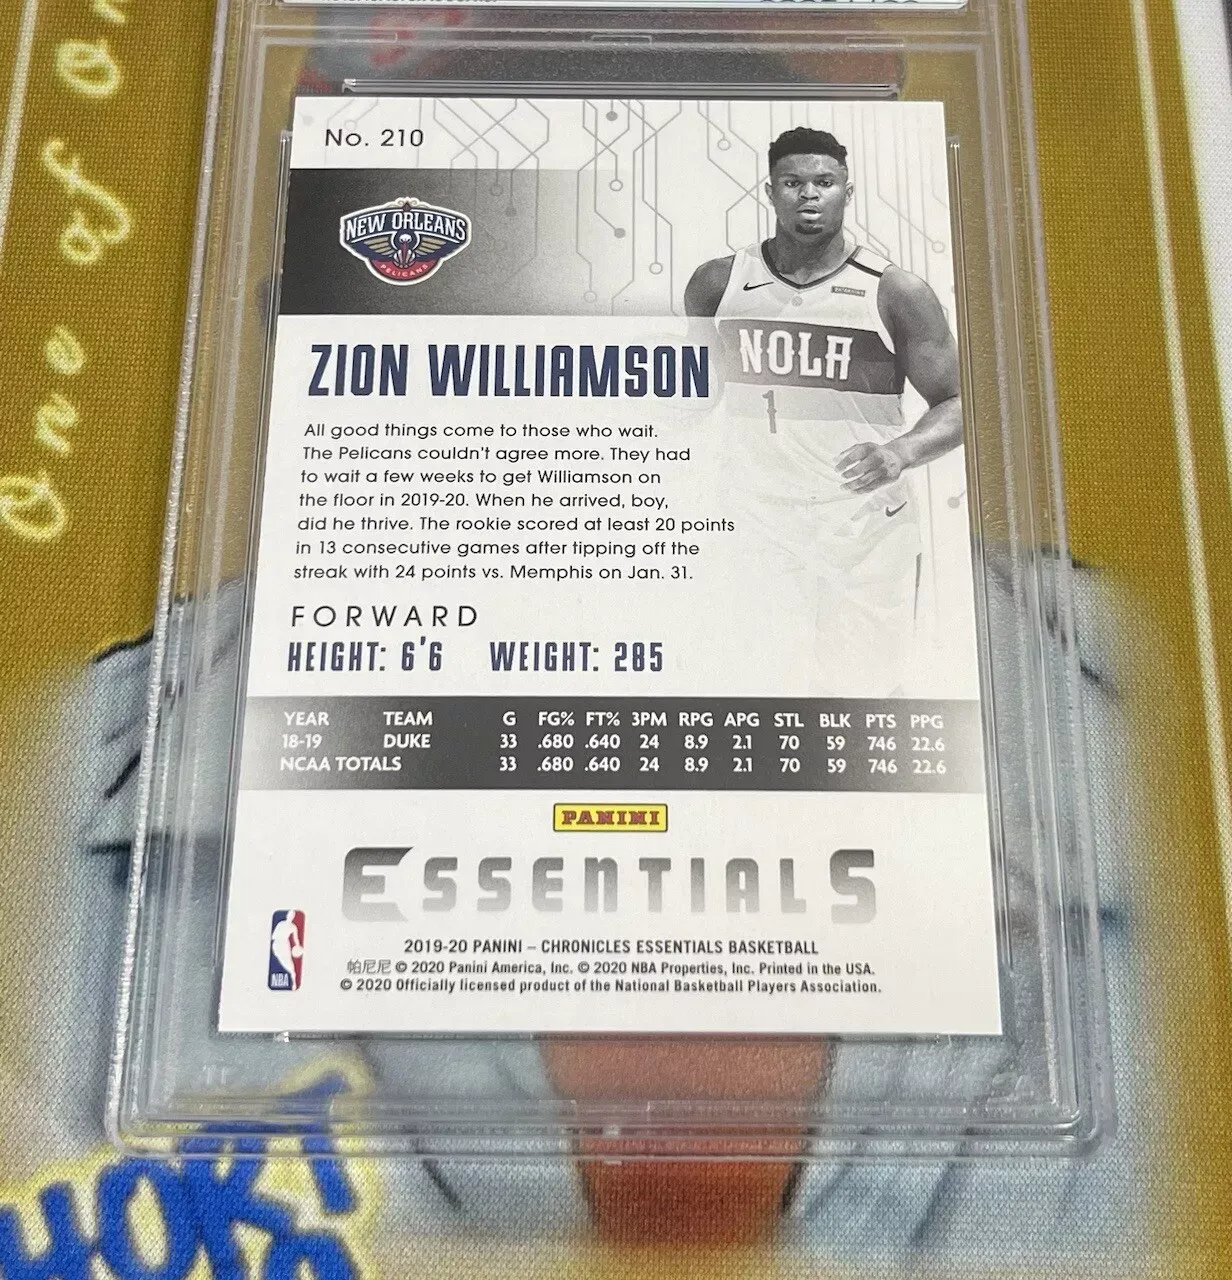 No. 210
NEW ORLEANS
PELICANS
NOLA
1
ZION WILLIAMSON
All good things come to those who wait.
The Pelicans couldn't agree more. They had
to wait a few weeks to get Williamson on
the floor in 2019-20. When he arrived, boy,
did he thrive. The rookie scored at least 20 points
in 13 consecutive games after tipping off the
streak with 24 points vs. Memphis on Jan. 31.
FORWARD
HEIGHT: 6'6 WEIGHT: 285
YEAR TEAM G FG% FT% 3PM RPG APG STL BLK PTS PPG
18-19 DUKE 33 .680 .640 24 8.9 2.1 70 59 746 22.6
NCAA TOTALS 33 .680 .640 24 8.9 2.1 70 59 746 22.6
PANINI
ESSENTIALS
NBA
2019-20 PANINI – CHRONICLES ESSENTIALS BASKETBALL
帕尼尼 © 2020 Panini America, Inc. © 2020 NBA Properties, Inc. Printed in the USA.
© 2020 Officially licensed product of the National Basketball Players Association.
One of on